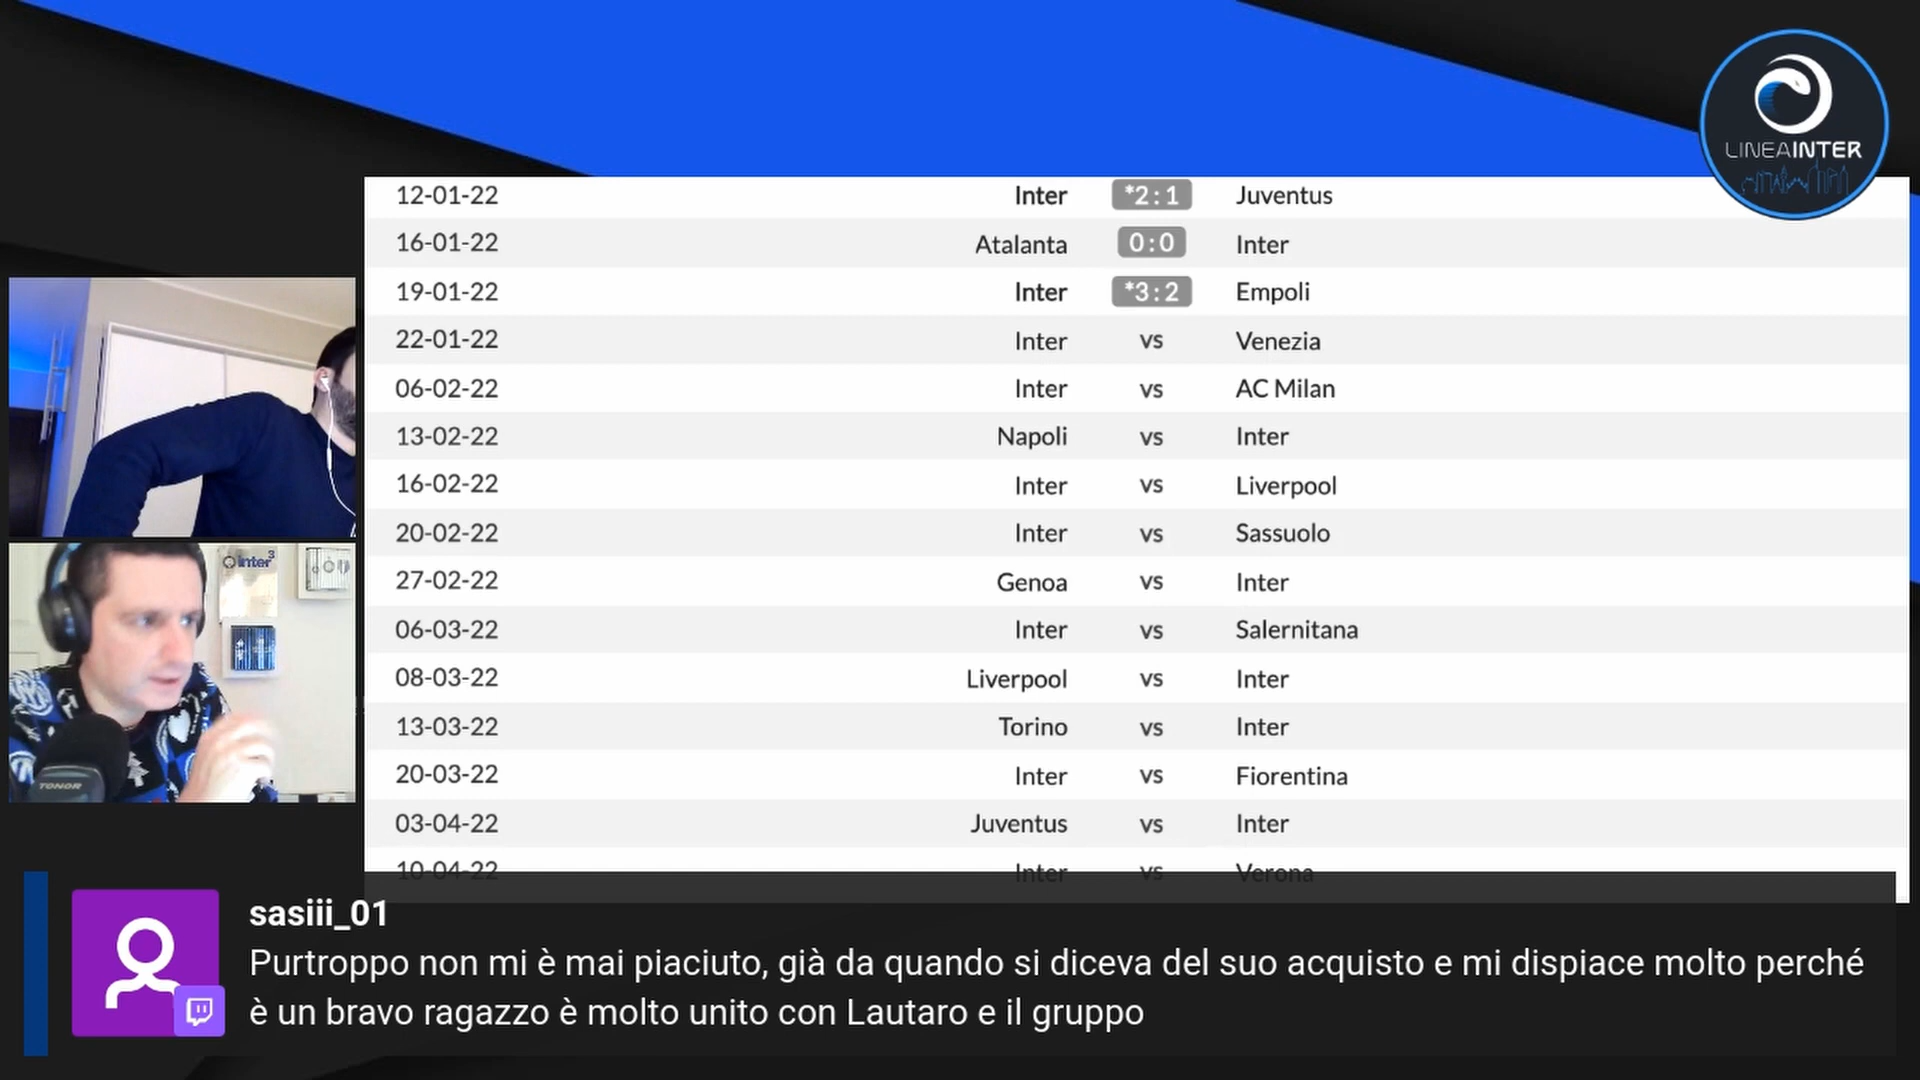 LINEAINTER
12-01-22 Inter *2:1 Juventus
16-01-22 Atalanta 0:0 Inter
19-01-22 Inter *3:2 Empoli
22-01-22 Inter vs Venezia
06-02-22 Inter vs AC Milan
13-02-22 Napoli vs Inter
16-02-22 Inter vs Liverpool
20-02-22 Inter vs Sassuolo
27-02-22 Genoa vs Inter
06-03-22 Inter vs Salernitana
08-03-22 Liverpool vs Inter
13-03-22 Torino vs Inter
20-03-22 Inter vs Fiorentina
03-04-22 Juventus vs Inter
10-04-22 Inter vs Verona
inter3
TONOR
sasiii_01
Purtroppo non mi è mai piaciuto, già da quando si diceva del suo acquisto e mi dispiace molto perché
è un bravo ragazzo è molto unito con Lautaro e il gruppo